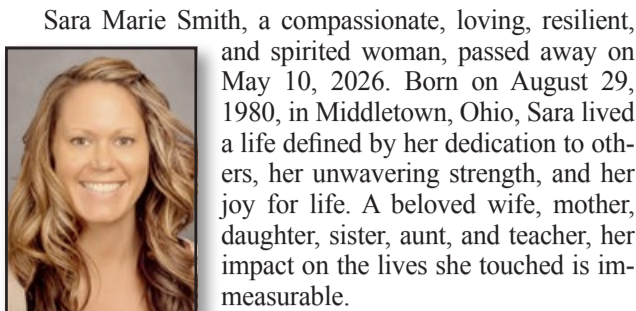 Sara Marie Smith, a compassionate, loving, resilient,
and spirited woman, passed away on
May 10, 2026. Born on August 29,
1980, in Middletown, Ohio, Sara lived
a life defined by her dedication to oth-
ers, her unwavering strength, and her
joy for life. A beloved wife, mother,
daughter, sister, aunt, and teacher, her
impact on the lives she touched is im-
measurable.